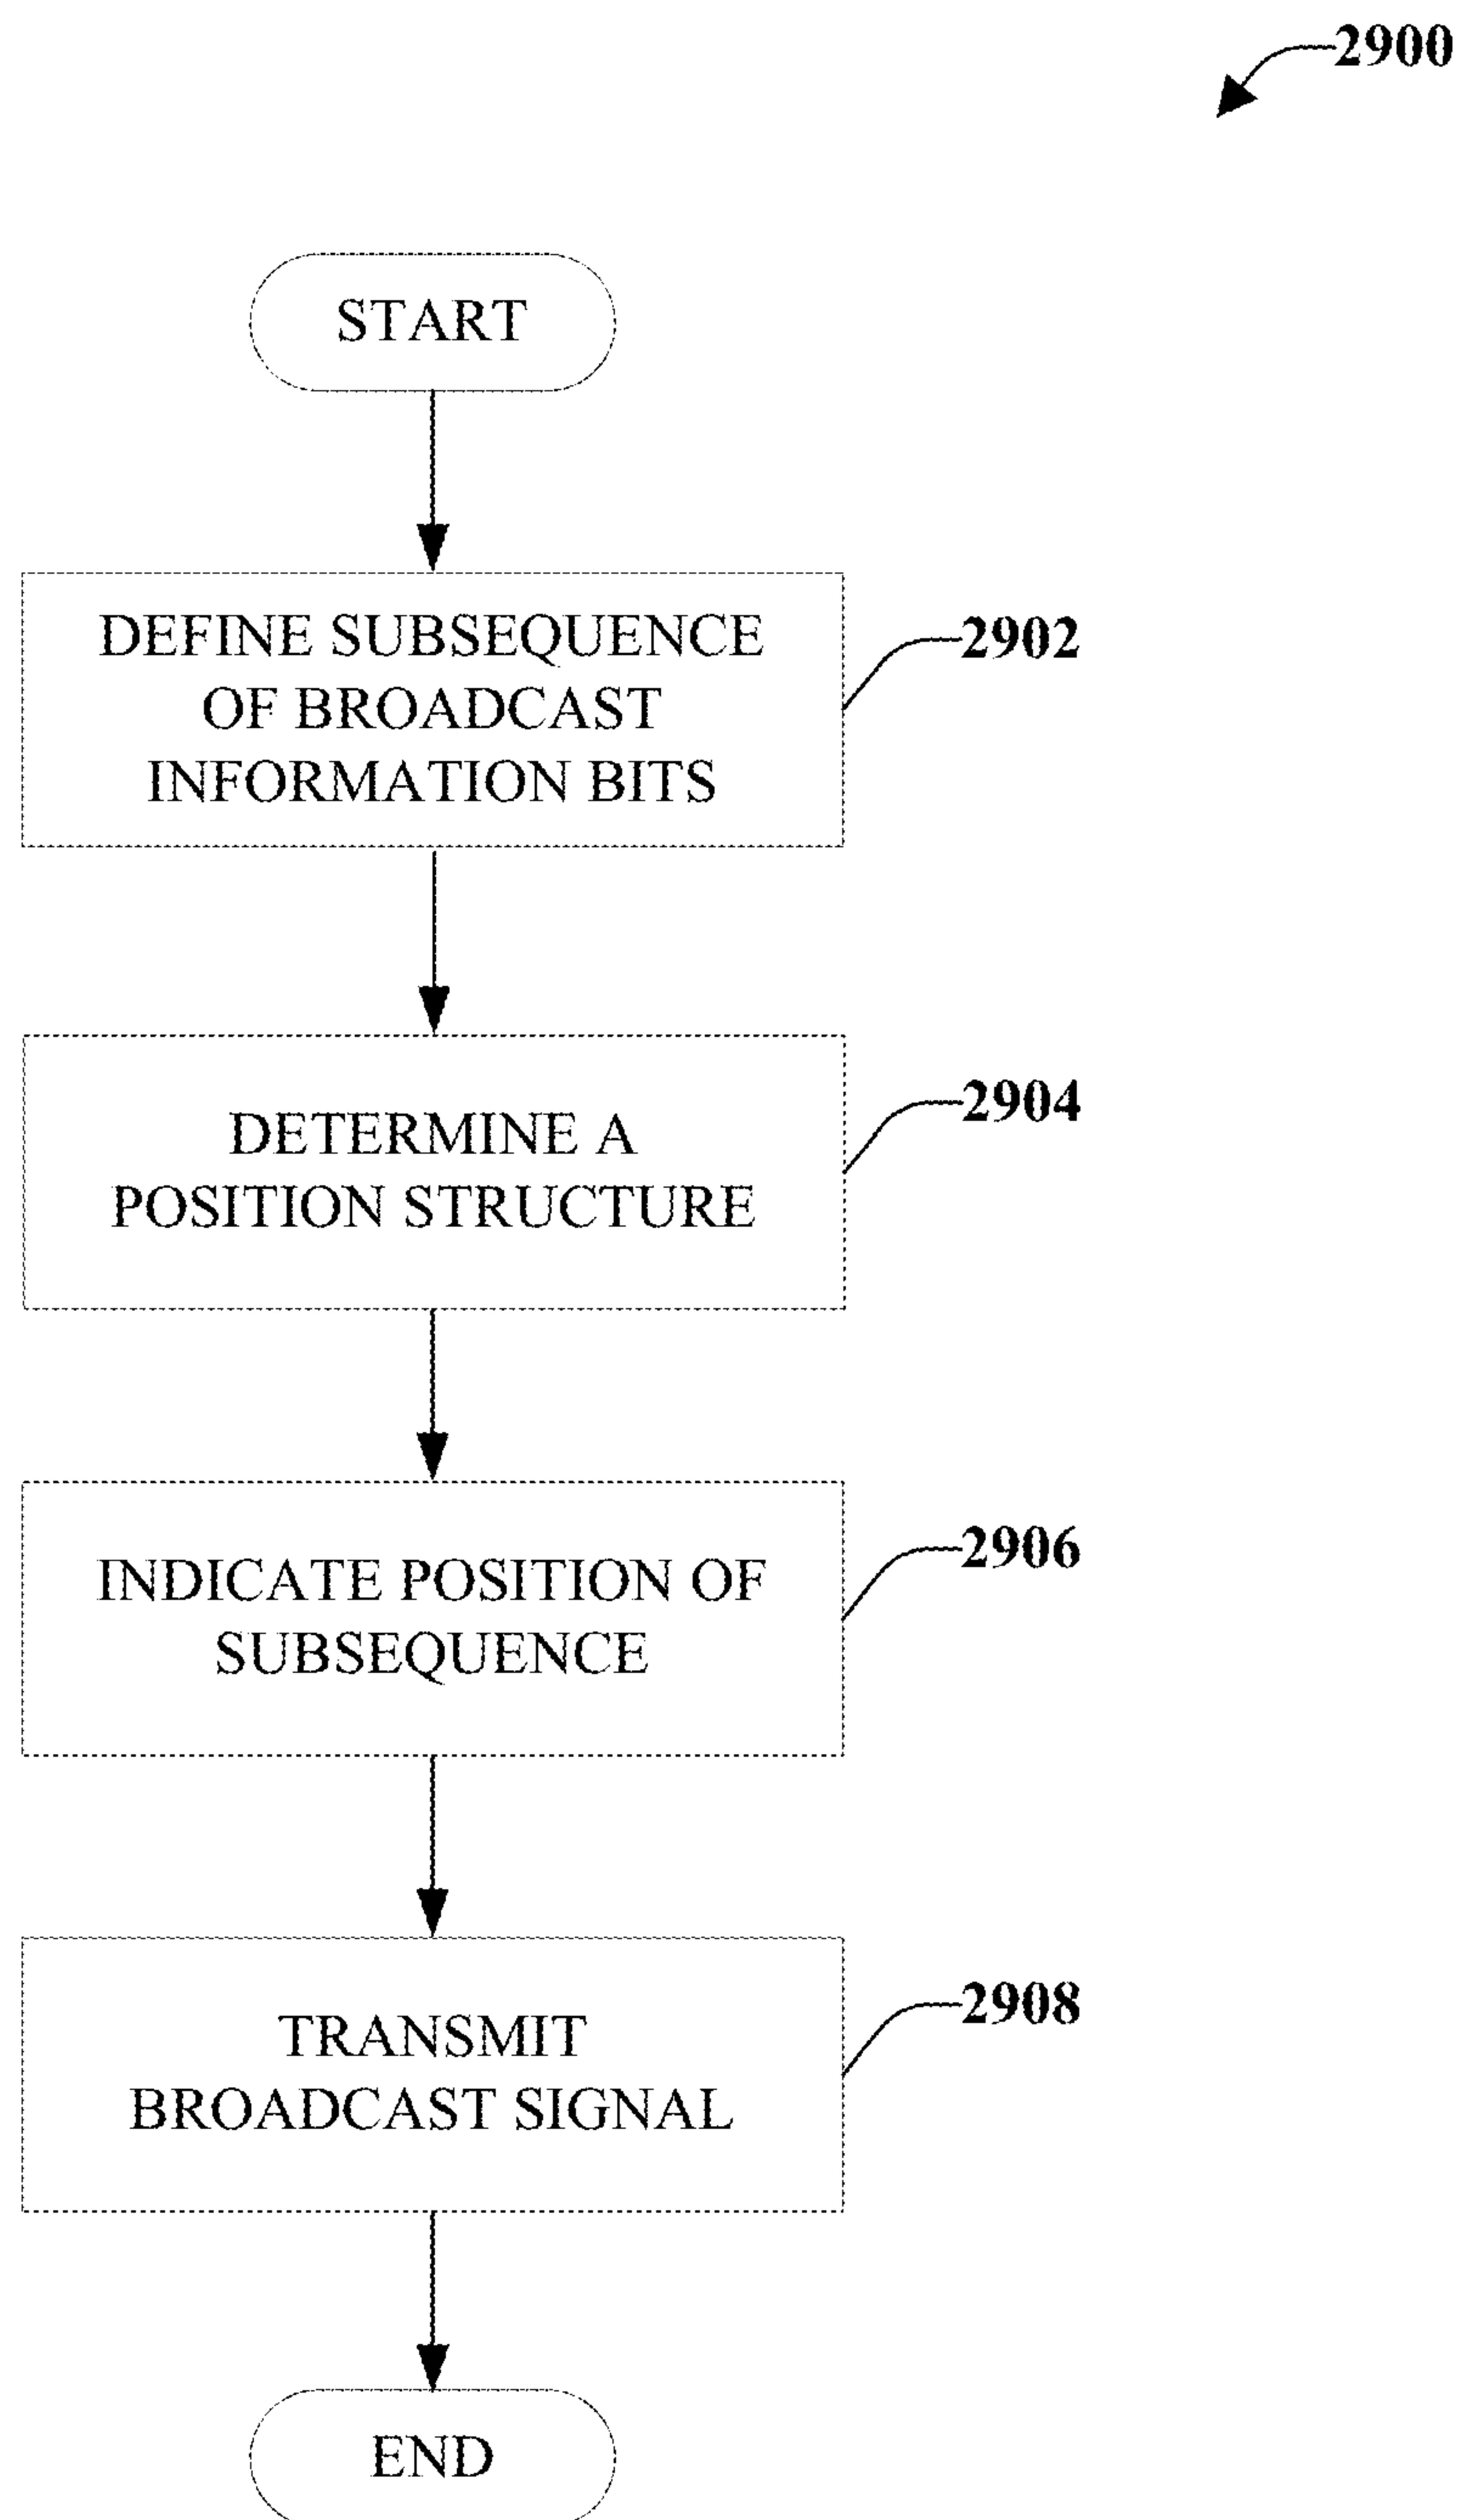 2900
START
DEFINE SUBSEQUENCE
OF BROADCAST
INFORMATION BITS
2902
DETERMINE A
POSITION STRUCTURE
2904
INDICATE POSITION OF
SUBSEQUENCE
2906
TRANSMIT
BROADCAST SIGNAL
2908
END